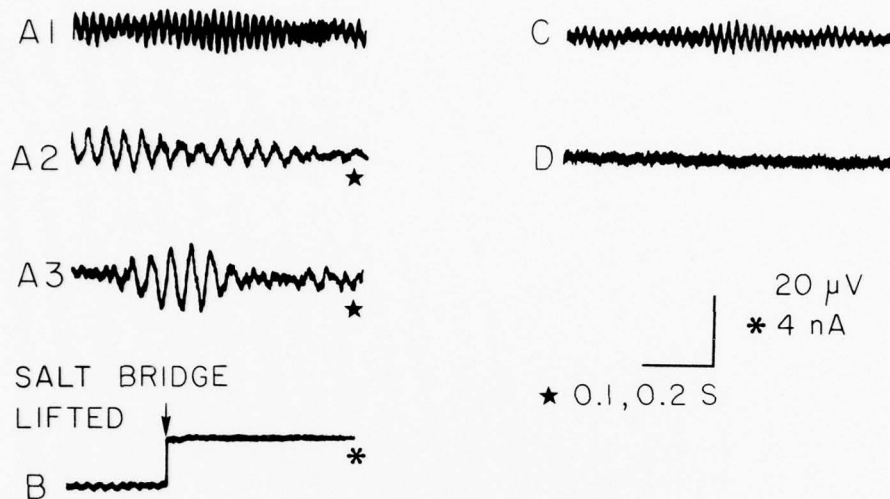 A1
A2
★
A3
★
SALT BRIDGE
LIFTED
B
*
C
D
20 µV
* 4 nA
★ 0.1, 0.2 S